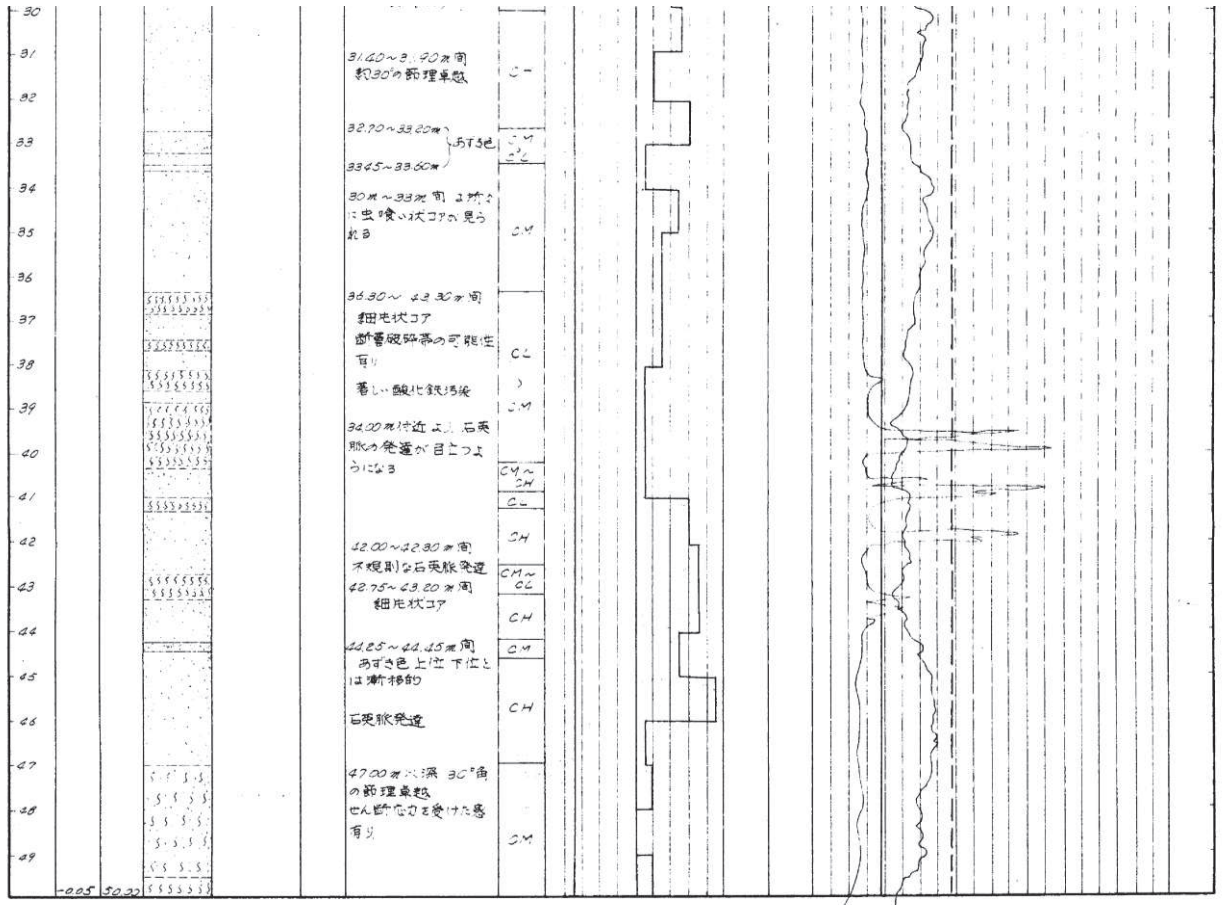 30
31
32
33
34
35
36
37
38
39
40
41
42
43
44
45
46
47
48
49
-0.05 50.00
31.40～31.90m間
約30°の節理卓越
32.70～33.20m
あずき色
33.45～33.60m
30m～33m間 所々
に虫喰い状コアが見ら
れる
36.30～43.30m間
細片状コア
断層破砕帯の可能性
有り
著しい酸化鉄汚染
34.00m付近より石英
脈の発達が目立つよ
うになる
42.00～42.80m間
不規則な石英脈発達
42.75～43.20m間
細片状コア
44.25～44.45m間
あずき色 上位下位と
は漸移的
石英脈発達
47.00m以深 30°角
の節理卓越
せん断応力を受けた感
有り
CM
CL
CM
CL
～
CM
CM～
CH
CL
CH
CM～
CL
CH
CM
CH
CM